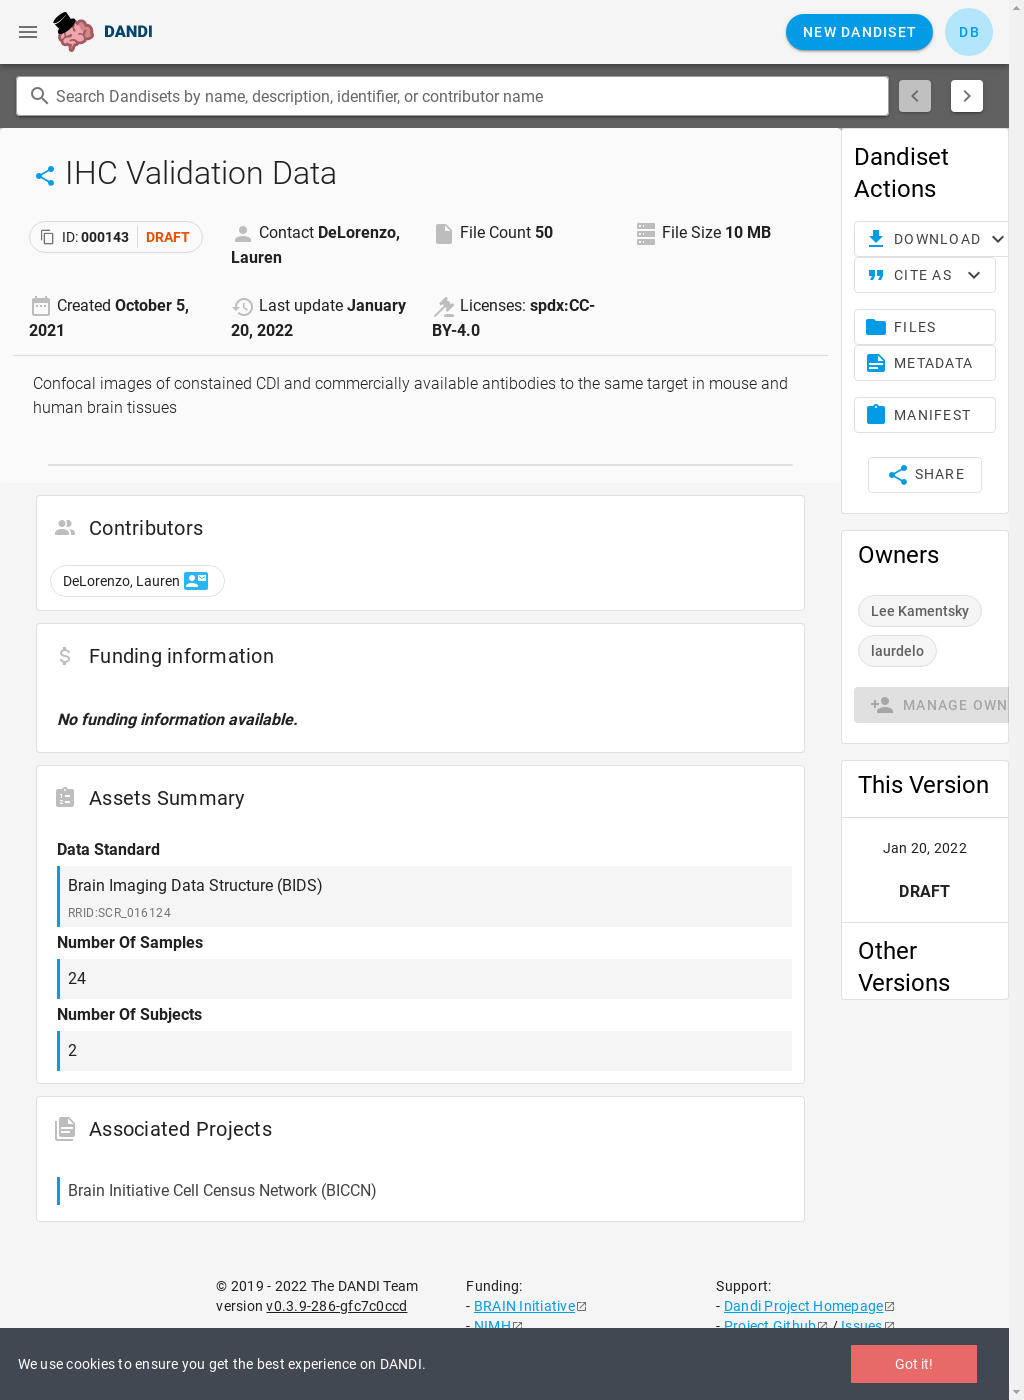 DANDI
NEW DANDISET
DB
Search Dandisets by name, description, identifier, or contributor name
IHC Validation Data
ID: 000143 DRAFT
Contact DeLorenzo,
Lauren
File Count 50
File Size 10 MB
Created October 5,
2021
Last update January
20, 2022
Licenses: spdx:CC-
BY-4.0
Confocal images of constained CDI and commercially available antibodies to the same target in mouse and
human brain tissues
Contributors
DeLorenzo, Lauren
Funding information
No funding information available.
Assets Summary
Data Standard
Brain Imaging Data Structure (BIDS)
RRID:SCR_016124
Number Of Samples
24
Number Of Subjects
2
Associated Projects
Brain Initiative Cell Census Network (BICCN)
Dandiset
Actions
DOWNLOAD
CITE AS
FILES
METADATA
MANIFEST
SHARE
Owners
Lee Kamentsky
laurdelo
MANAGE OWN
This Version
Jan 20, 2022
DRAFT
Other
Versions
© 2019 - 2022 The DANDI Team
version v0.3.9-286-gfc7c0ccd
Funding:
- BRAIN Initiative
- NIMH
Support:
- Dandi Project Homepage
- Project Github / Issues
We use cookies to ensure you get the best experience on DANDI.
Got it!